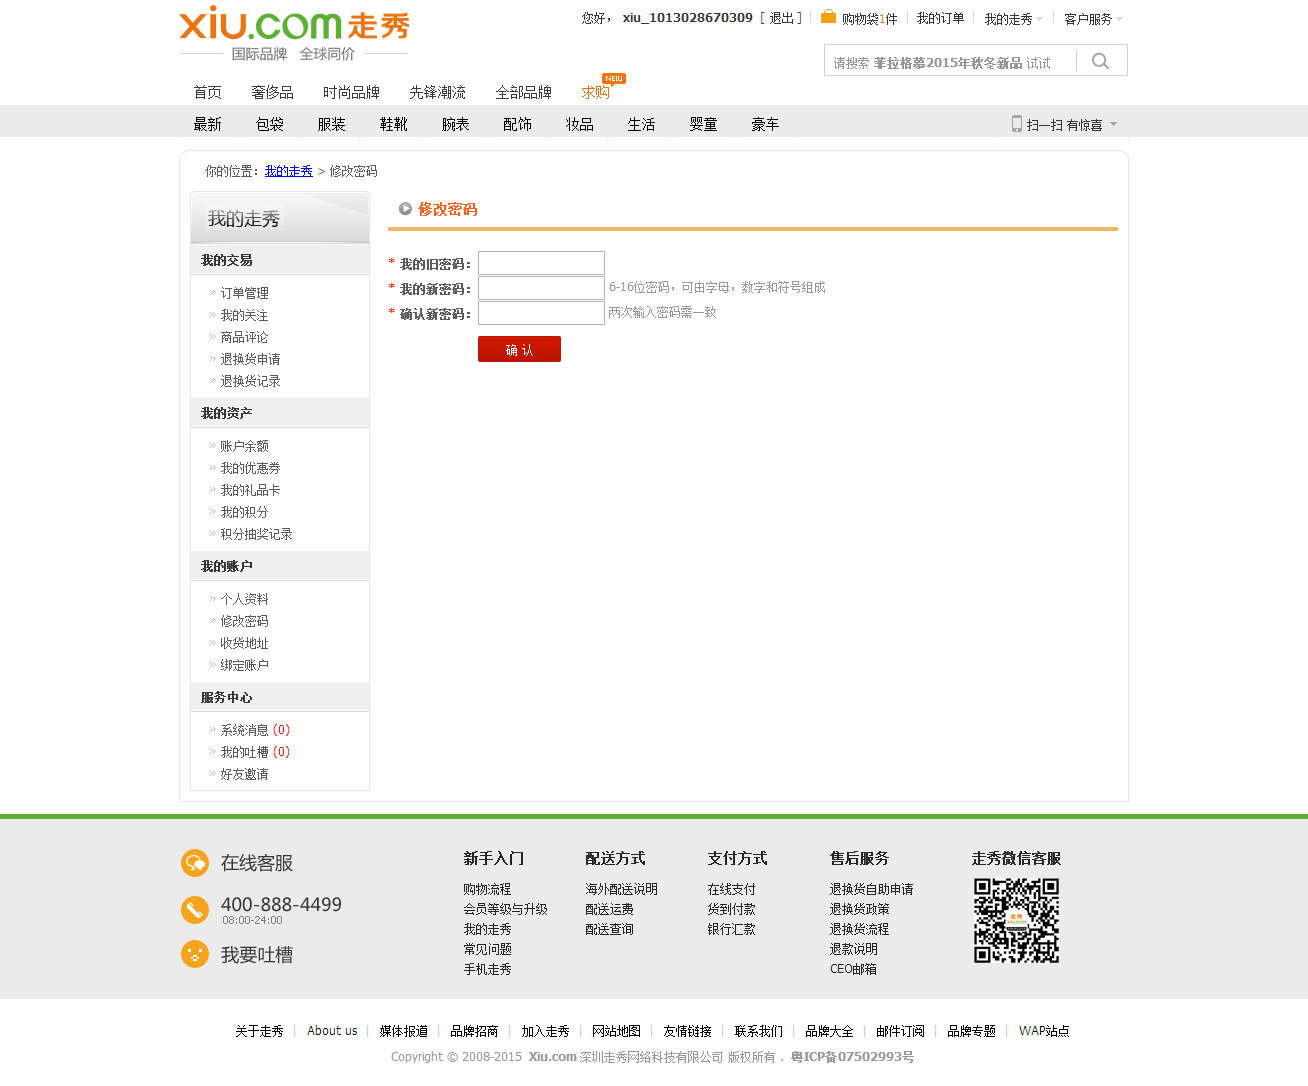 xiu.com走秀
国际品牌 全球同价
您好， xiu_1013028670309 [ 退出 ] 购物袋1件 我的订单 我的走秀 客户服务
请搜索 菲拉格慕2015年秋冬新品 试试
首页 奢侈品 时尚品牌 先锋潮流 全部品牌 求购 NEW
最新 包袋 服装 鞋靴 腕表 配饰 妆品 生活 婴童 豪车 扫一扫 有惊喜
你的位置：我的走秀 > 修改密码
我的走秀
我的交易
» 订单管理
» 我的关注
» 商品评论
» 退换货申请
» 退换货记录
我的资产
» 账户余额
» 我的优惠券
» 我的礼品卡
» 我的积分
» 积分抽奖记录
我的账户
» 个人资料
» 修改密码
» 收货地址
» 绑定账户
服务中心
» 系统消息 (0)
» 我的吐槽 (0)
» 好友邀请
修改密码
* 我的旧密码：
* 我的新密码： 6-16位密码，可由字母，数字和符号组成
* 确认新密码： 两次输入密码需一致
确 认
在线客服
400-888-4499
08:00-24:00
我要吐槽
新手入门
购物流程
会员等级与升级
我的走秀
常见问题
手机走秀
配送方式
海外配送说明
配送运费
配送查询
支付方式
在线支付
货到付款
银行汇款
售后服务
退换货自助申请
退换货政策
退换货流程
退款说明
CEO邮箱
走秀微信客服
走秀
xiu.com
关于走秀 | About us | 媒体报道 | 品牌招商 | 加入走秀 | 网站地图 | 友情链接 | 联系我们 | 品牌大全 | 邮件订阅 | 品牌专题 | WAP站点
Copyright © 2008-2015 Xiu.com 深圳走秀网络科技有限公司 版权所有 . 粤ICP备07502993号